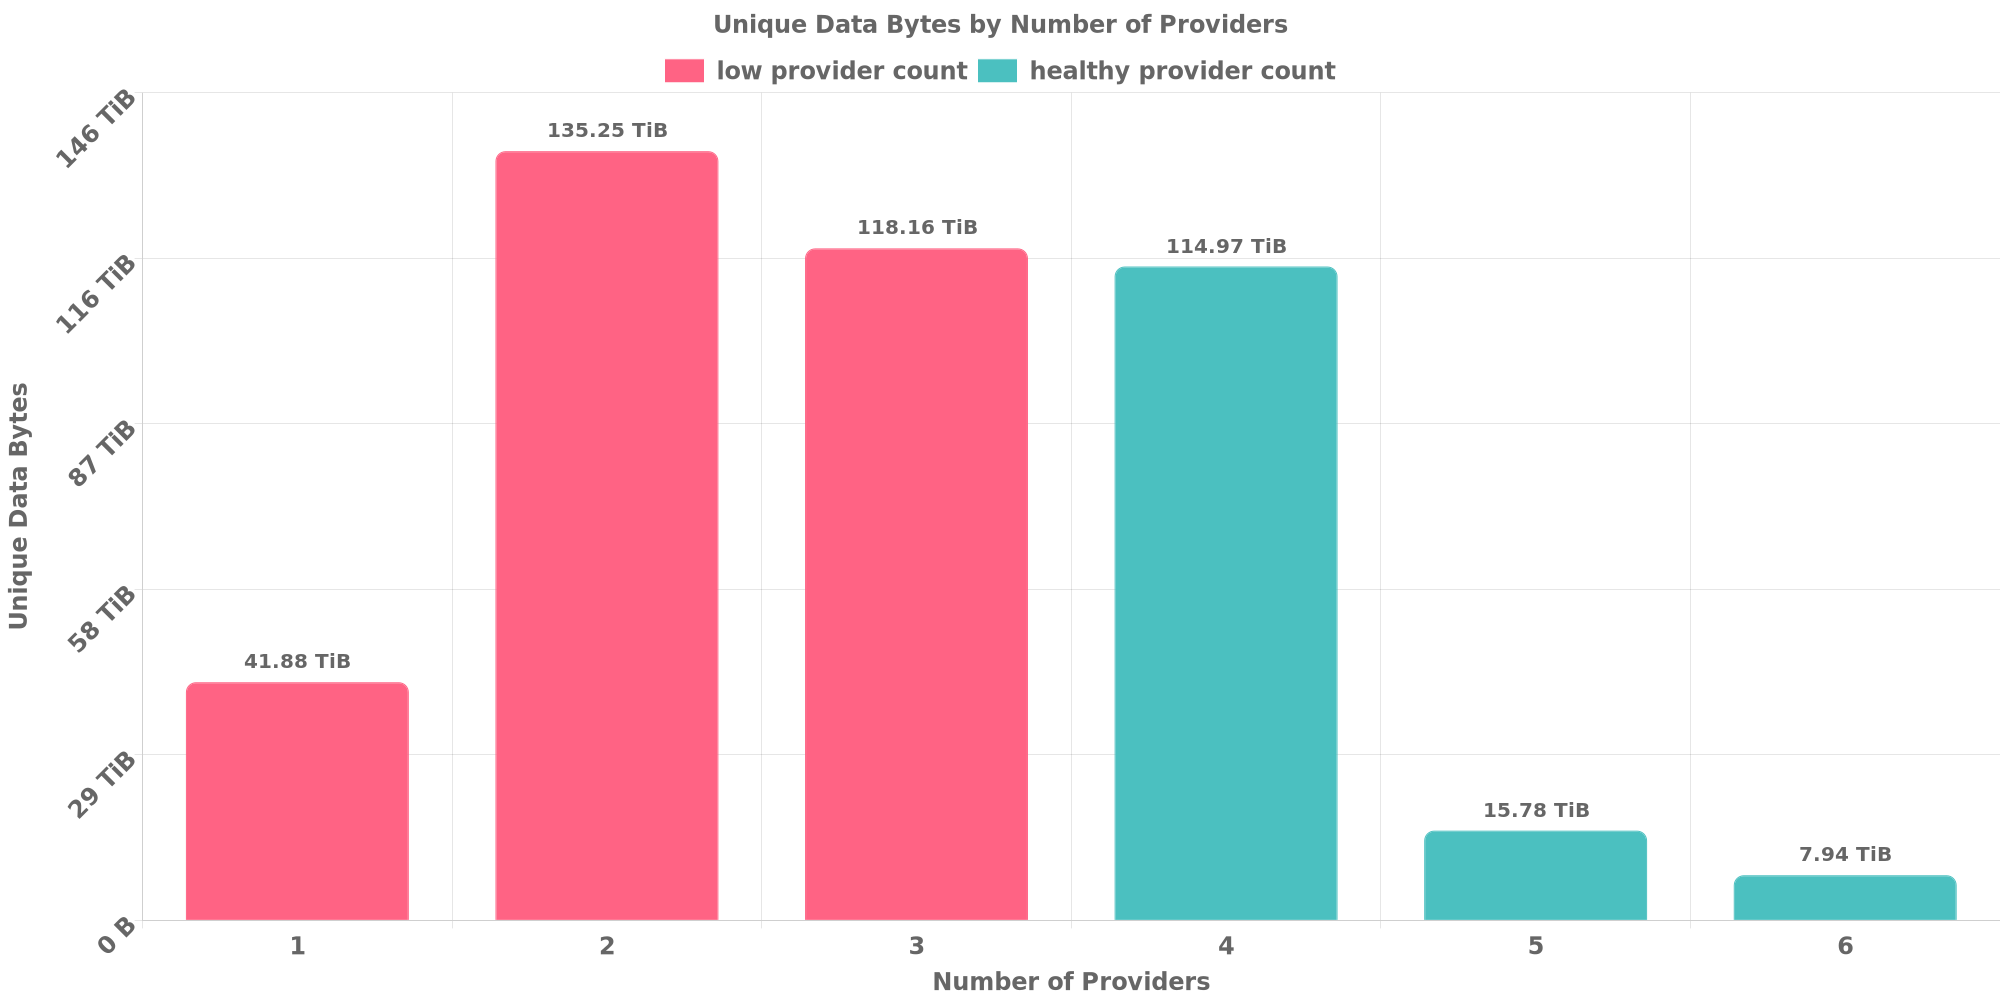 Unique Data Bytes by Number of Providers
low provider count
healthy provider count
146 TiB
116 TiB
87 TiB
58 TiB
29 TiB
0 B
Unique Data Bytes
41.88 TiB
135.25 TiB
118.16 TiB
114.97 TiB
15.78 TiB
7.94 TiB
1
2
3
4
5
6
Number of Providers